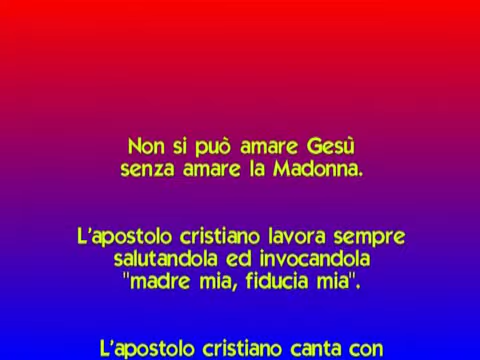 Non si può amare Gesù
senza amare la Madonna.
L'apostolo cristiano lavora sempre
salutandola ed invocandola
"madre mia, fiducia mia".
L'apostolo cristiano canta con